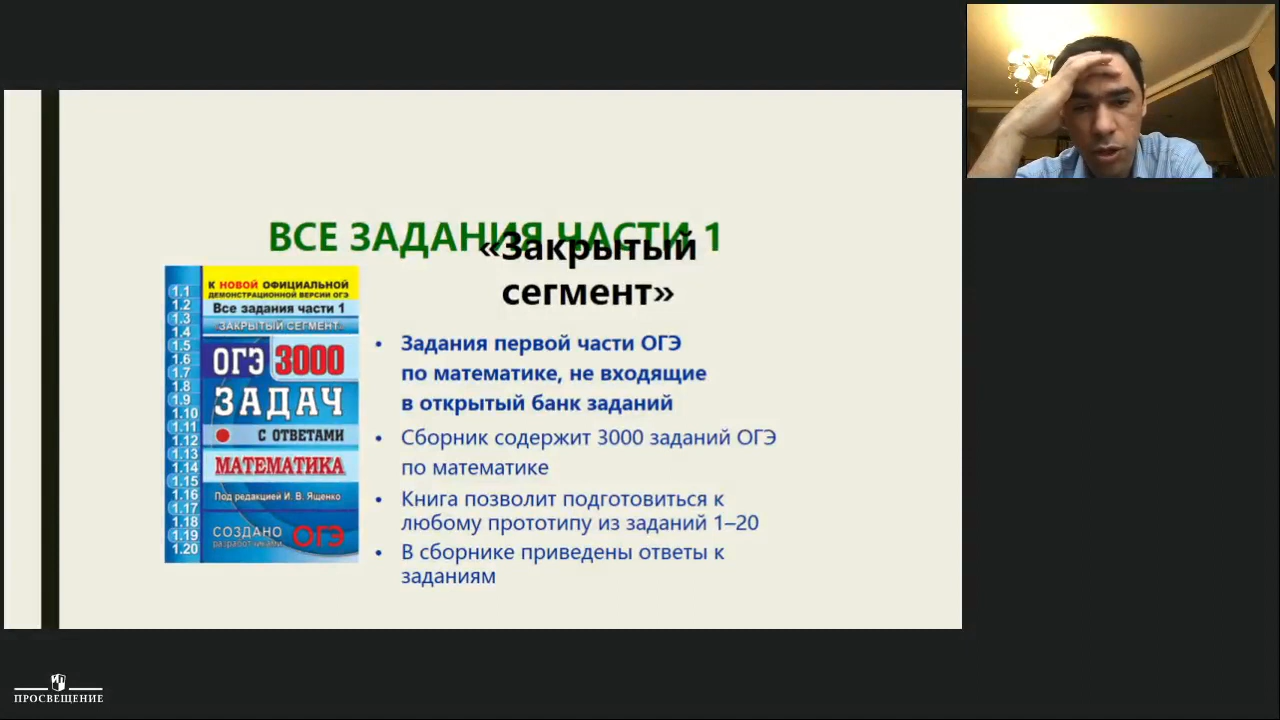 ВСЕ ЗАДАНИЯ ЧАСТИ 1
«Закрытый
сегмент»
1.1
1.2
1.3
1.4
1.5
1.6
1.7
1.8
1.9
1.10
1.11
1.12
1.13
1.14
1.15
1.16
1.17
1.18
1.19
1.20
К НОВОЙ ОФИЦИАЛЬНОЙ
ДЕМОНСТРАЦИОННОЙ ВЕРСИИ ОГЭ
Все задания части 1
«ЗАКРЫТЫЙ СЕГМЕНТ»
ОГЭ 3000
ЗАДАЧ
С ОТВЕТАМИ
МАТЕМАТИКА
Под редакцией И. В. Ященко
СОЗДАНО ОГЭ
разработчиками
• Задания первой части ОГЭ
по математике, не входящие
в открытый банк заданий
• Сборник содержит 3000 заданий ОГЭ
по математике
• Книга позволит подготовиться к
любому прототипу из заданий 1–20
• В сборнике приведены ответы к
заданиям
ПРОСВЕЩЕНИЕ